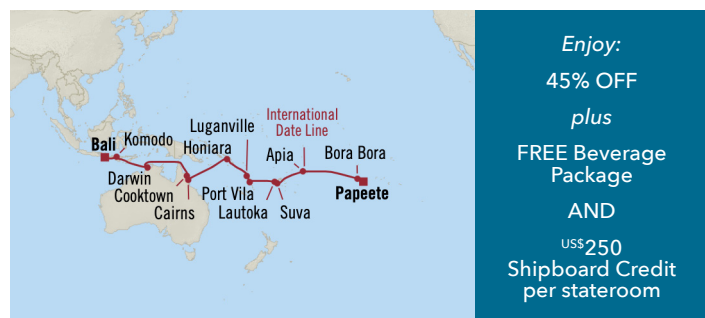 International
Date Line
Luganville
Bali
Komodo
Honiara
Apia
Bora Bora
Darwin
Cooktown
Port Vila
Papeete
Cairns
Lautoka
Suva
Enjoy:
45% OFF
plus
FREE Beverage
Package
AND
US$250
Shipboard Credit
per stateroom